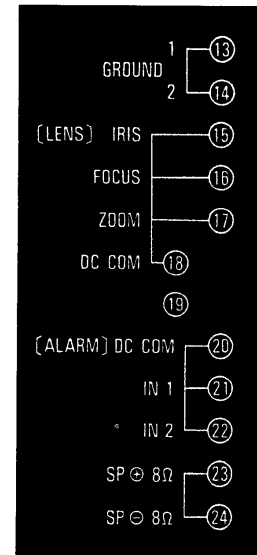 1 ⑬
GROUND
2 ⑭
[LENS] IRIS ⑮
FOCUS ⑯
ZOOM ⑰
DC COM ⑱
⑲
[ALARM] DC COM ⑳
IN 1 ㉑
IN 2 ㉒
SP ⊕ 8Ω ㉓
SP ⊖ 8Ω ㉔